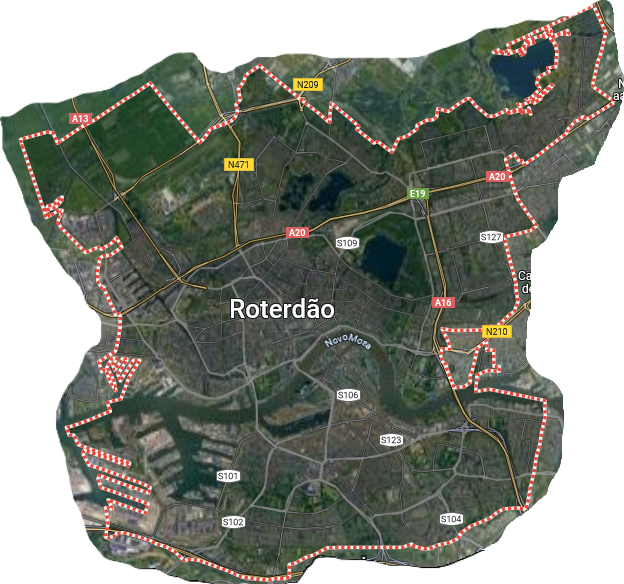 N209
A13
N471
A20
E19
A20
S109
S127
Ca
de
A16
Roterdão
N210
Novo Mosa
S106
S123
S101
S102
S104